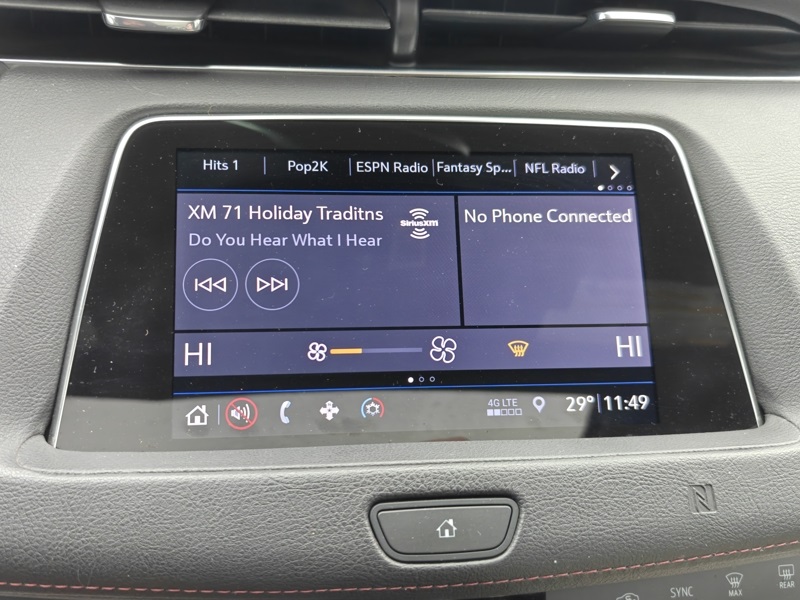 Hits 1 Pop2K ESPN Radio Fantasy Sp... NFL Radio
XM 71 Holiday Traditns
SiriusXM
No Phone Connected
Do You Hear What I Hear
HI HI
4G LTE
29° 11:49
SYNC
MAX
REAR